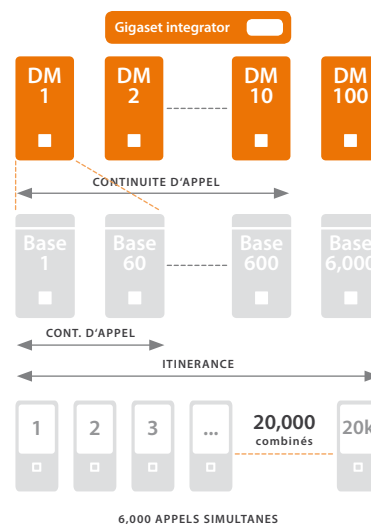 Gigaset integrator
DM 1
DM 2
DM 10
DM 100
CONTINUITE D'APPEL
Base 1
Base 60
Base 600
Base 6,000
CONT. D'APPEL
ITINERANCE
1
2
3
...
20,000
combinés
20k
6,000 APPELS SIMULTANES